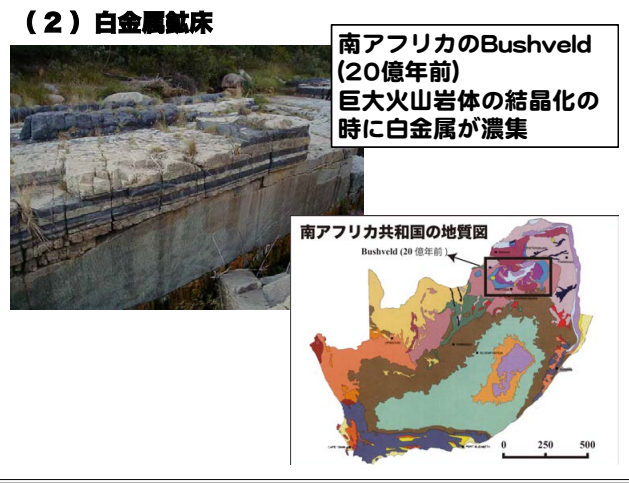 （２）白金属鉱床
南アフリカのBushveld
(20億年前)
巨大火山岩体の結晶化の
時に白金属が濃集
南アフリカ共和国の地質図
Bushveld (20 億年前 )
0 250 500